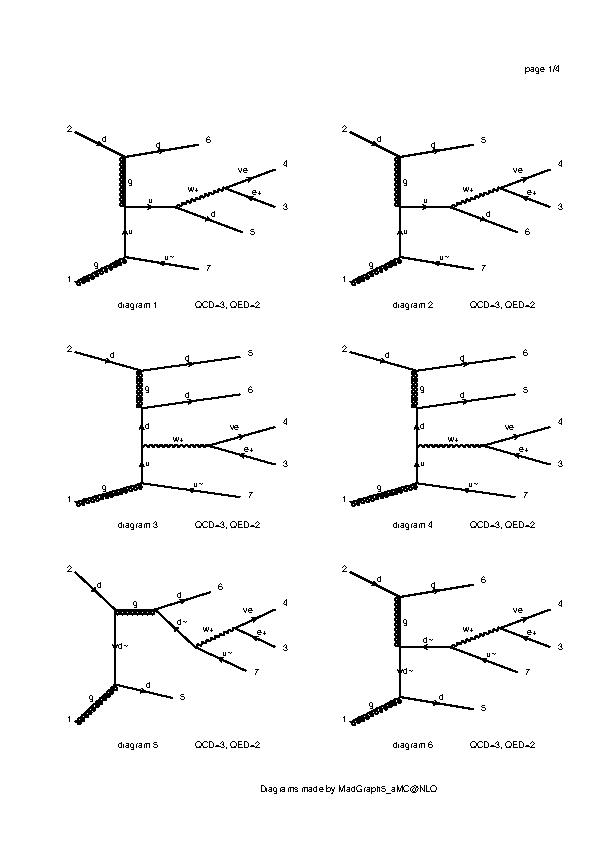 page 1/4
2
d
d
6
g
ve
4
w+
e+
3
u
d
5
u
g
u~
7
1
diagram 1 QCD=3, QED=2
2
d
d
5
g
ve
4
w+
e+
3
u
d
6
u
g
u~
7
1
diagram 2 QCD=3, QED=2
2
d
d
5
g
d
6
d
ve
4
w+
e+
3
u
g
u~
7
1
diagram 3 QCD=3, QED=2
2
d
d
6
g
d
5
d
ve
4
w+
e+
3
u
g
u~
7
1
diagram 4 QCD=3, QED=2
2
d
g
d
6
ve
4
d~
w+
e+
3
d~
u~
7
g
d
5
1
diagram 5 QCD=3, QED=2
2
d
d
6
g
ve
4
w+
e+
3
d~
u~
7
d~
g
d
5
1
diagram 6 QCD=3, QED=2
Diagrams made by MadGraph5_aMC@NLO